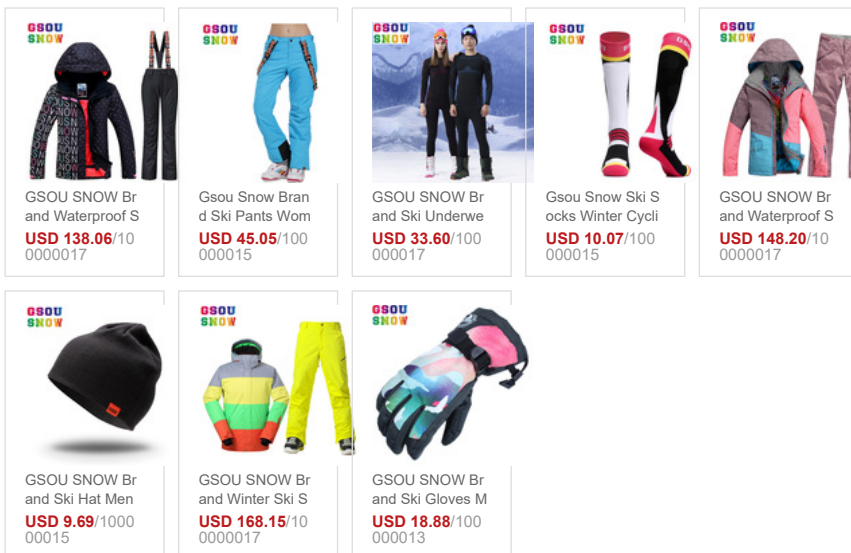 GSOU
SNOW
GSOU SNOW Br
and Waterproof S
USD 138.06/10
0000017
GSOU
SNOW
Gsou Snow Bran
d Ski Pants Wom
USD 45.05/100
000015
GSOU
SNOW
GSOU SNOW Br
and Ski Underwe
USD 33.60/100
000017
GSOU
SNOW
Gsou Snow Ski S
ocks Winter Cycli
USD 10.07/100
000015
GSOU
SNOW
GSOU SNOW Br
and Waterproof S
USD 148.20/10
0000017
GSOU
SNOW
GSOU SNOW Br
and Ski Hat Men
USD 9.69/1000
00015
GSOU
SNOW
GSOU SNOW Br
and Winter Ski S
USD 168.15/10
0000017
GSOU
SNOW
GSOU SNOW Br
and Ski Gloves M
USD 18.88/100
000013